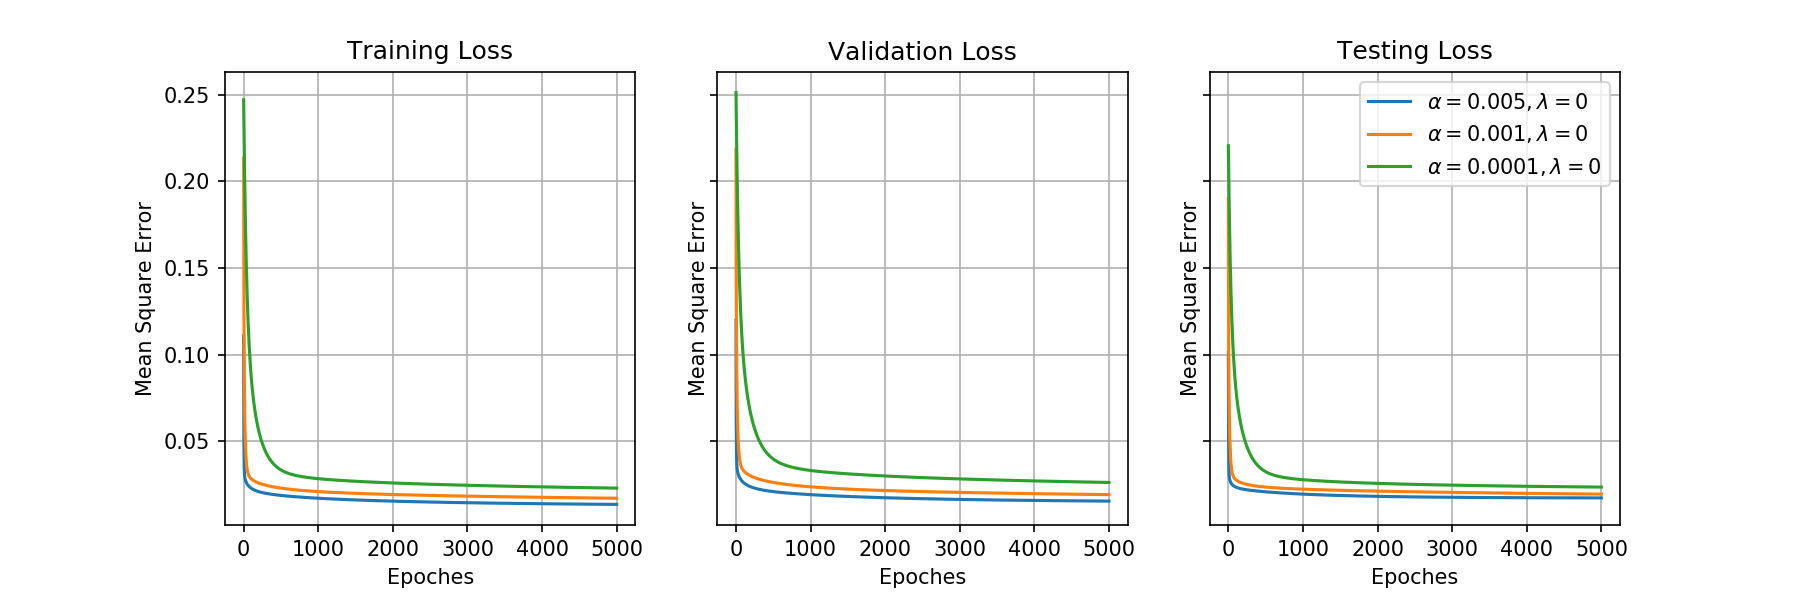 Training Loss
Validation Loss
Testing Loss
0.25
0.20
0.15
0.10
0.05
Mean Square Error
Mean Square Error
Mean Square Error
α = 0.005, λ = 0
α = 0.001, λ = 0
α = 0.0001, λ = 0
0 1000 2000 3000 4000 5000
0 1000 2000 3000 4000 5000
0 1000 2000 3000 4000 5000
Epoches
Epoches
Epoches